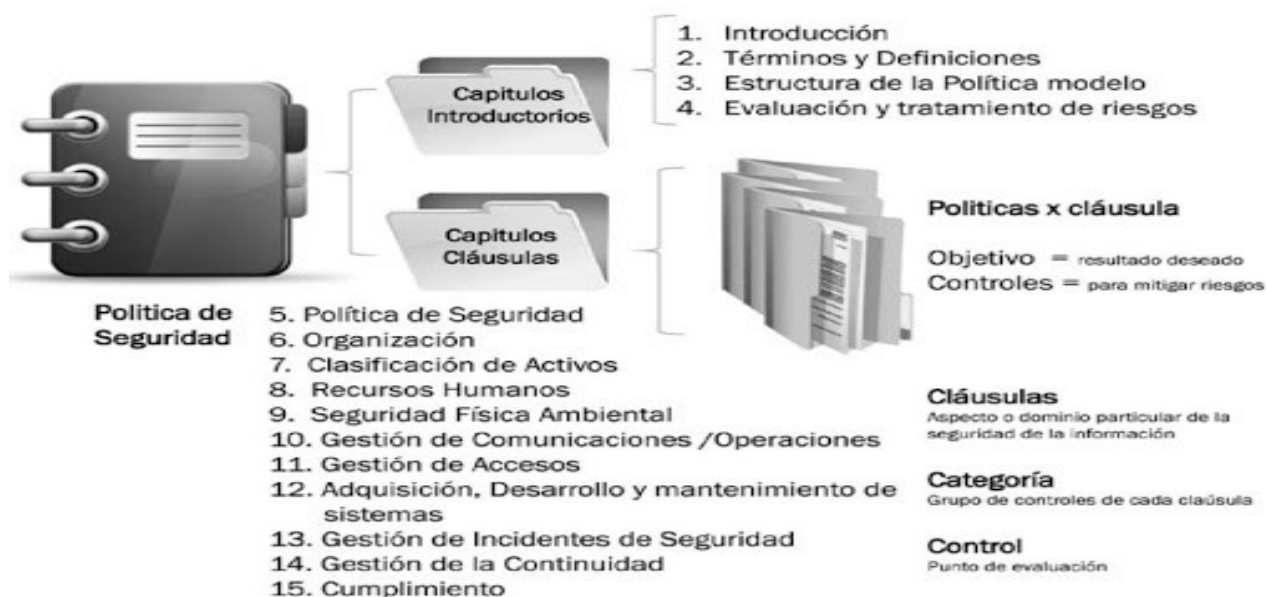 1. Introducción
2. Términos y Definiciones
3. Estructura de la Política modelo
4. Evaluación y tratamiento de riesgos
Capitulos
Introductorios
Capitulos
Cláusulas
Politicas x cláusula
Objetivo = resultado deseado
Controles = para mitigar riesgos
Politica de
Seguridad
5. Política de Seguridad
6. Organización
7. Clasificación de Activos
8. Recursos Humanos
9. Seguridad Física Ambiental
10. Gestión de Comunicaciones /Operaciones
11. Gestión de Accesos
12. Adquisición, Desarrollo y mantenimiento de
sistemas
13. Gestión de Incidentes de Seguridad
14. Gestión de la Continuidad
15. Cumplimiento
Cláusulas
Aspecto o dominio particular de la
seguridad de la información
Categoría
Grupo de controles de cada claúsula
Control
Punto de evaluación